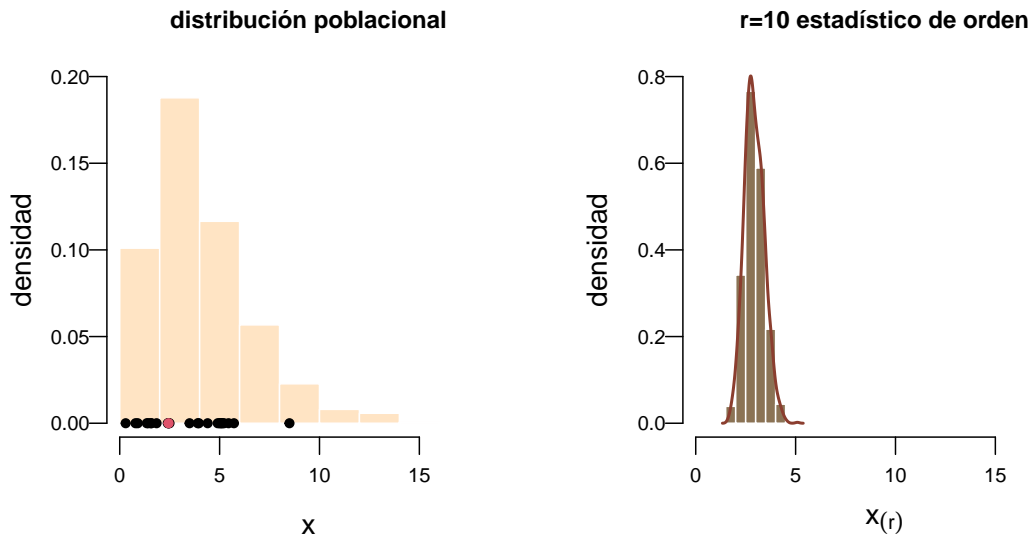 distribución poblacional
densidad
0.20
0.15
0.10
0.05
0.00
0 5 10 15
x
r=10 estadístico de orden
densidad
0.8
0.6
0.4
0.2
0.0
0 5 10 15
x(r)